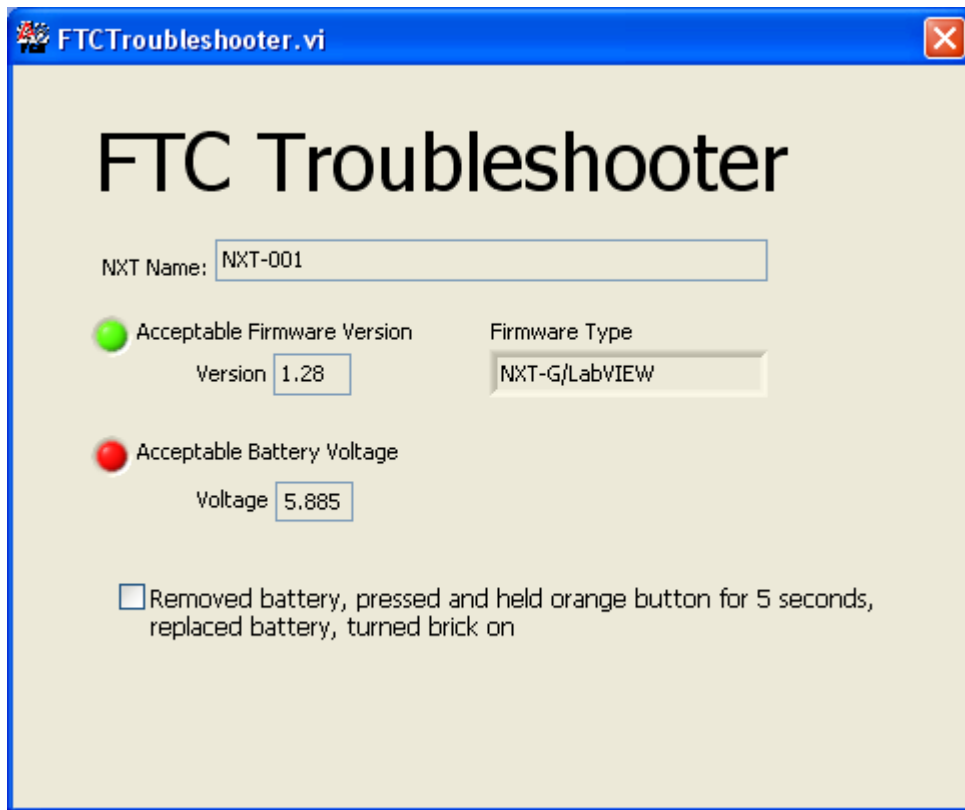 FTCTroubleshooter.vi
FTC Troubleshooter
NXT Name: NXT-001
Acceptable Firmware Version Firmware Type
Version 1.28 NXT-G/LabVIEW
Acceptable Battery Voltage
Voltage 5.885
Removed battery, pressed and held orange button for 5 seconds,
replaced battery, turned brick on